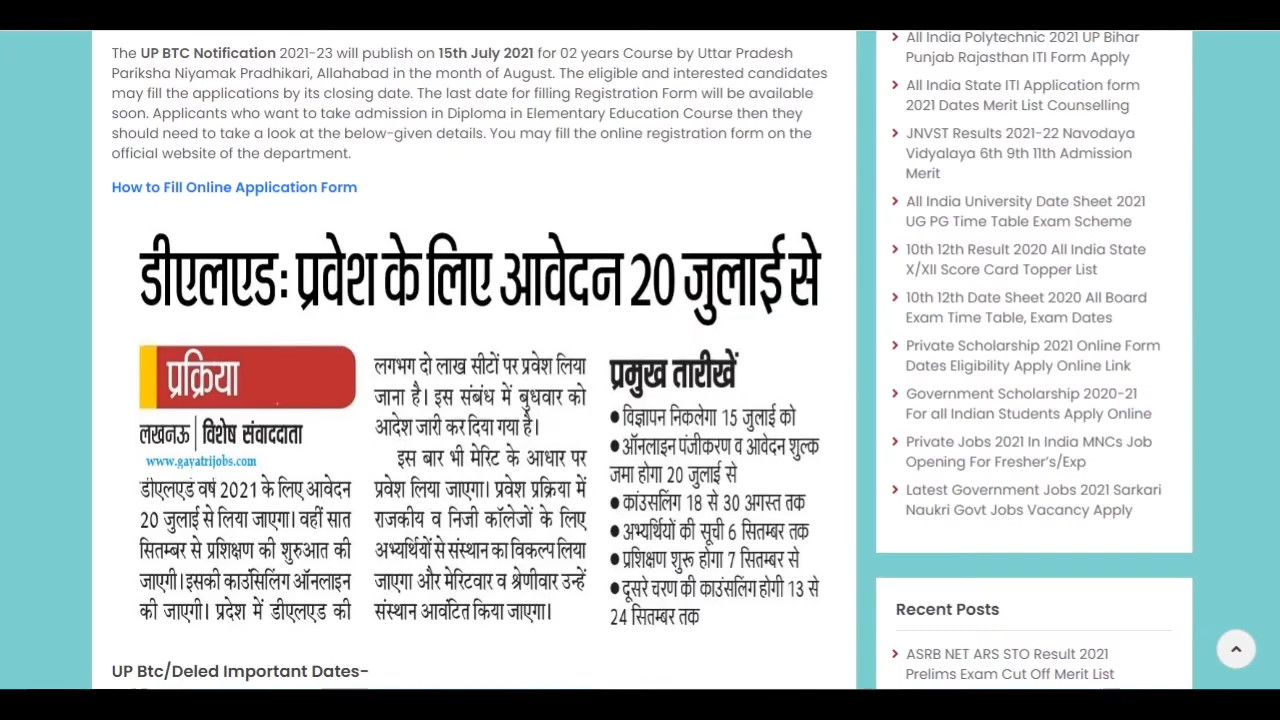 The UP BTC Notification 2021-23 will publish on 15th July 2021 for 02 years Course by Uttar Pradesh
Pariksha Niyamak Pradhikari, Allahabad in the month of August. The eligible and interested candidates
may fill the applications by its closing date. The last date for filling Registration Form will be available
soon. Applicants who want to take admission in Diploma in Elementary Education Course then they
should need to take a look at the below-given details. You may fill the online registration form on the
official website of the department.
How to Fill Online Application Form
डीएलएड: प्रवेश के लिए आवेदन 20 जुलाई से
प्रक्रिया
लखनऊ | विशेष संवाददाता
www.gayatrijobs.com
डीएलएड वर्ष 2021 के लिए आवेदन
20 जुलाई से लिया जाएगा। वहीं सात
सितम्बर से प्रशिक्षण की शुरुआत की
जाएगी। इसकी काउंसिलिंग ऑनलाइन
की जाएगी। प्रदेश में डीएलएड की
लगभग दो लाख सीटों पर प्रवेश लिया
जाना है। इस संबंध में बुधवार को
आदेश जारी कर दिया गया है।
इस बार भी मेरिट के आधार पर
प्रवेश लिया जाएगा। प्रवेश प्रक्रिया में
राजकीय व निजी कॉलेजों के लिए
अभ्यर्थियों से संस्थान का विकल्प लिया
जाएगा और मेरिटवार व श्रेणीवार उन्हें
संस्थान आवंटित किया जाएगा।
प्रमुख तारीखें
● विज्ञापन निकलेगा 15 जुलाई को
● ऑनलाइन पंजीकरण व आवेदन शुल्क
जमा होगा 20 जुलाई से
● काउंसलिंग 18 से 30 अगस्त तक
● अभ्यर्थियों की सूची 6 सितम्बर तक
● प्रशिक्षण शुरू होगा 7 सितम्बर से
● दूसरे चरण की काउंसलिंग होगी 13 से
24 सितम्बर तक
UP Btc/Deled Important Dates-
All India Polytechnic 2021 UP Bihar
Punjab Rajasthan ITI Form Apply
All India State ITI Application form
2021 Dates Merit List Counselling
JNVST Results 2021-22 Navodaya
Vidyalaya 6th 9th 11th Admission
Merit
All India University Date Sheet 2021
UG PG Time Table Exam Scheme
10th 12th Result 2020 All India State
X/XII Score Card Topper List
10th 12th Date Sheet 2020 All Board
Exam Time Table, Exam Dates
Private Scholarship 2021 Online Form
Dates Eligibility Apply Online Link
Government Scholarship 2020-21
For all Indian Students Apply Online
Private Jobs 2021 In India MNCs Job
Opening For Fresher's/Exp
Latest Government Jobs 2021 Sarkari
Naukri Govt Jobs Vacancy Apply
Recent Posts
ASRB NET ARS STO Result 2021
Prelims Exam Cut Off Merit List